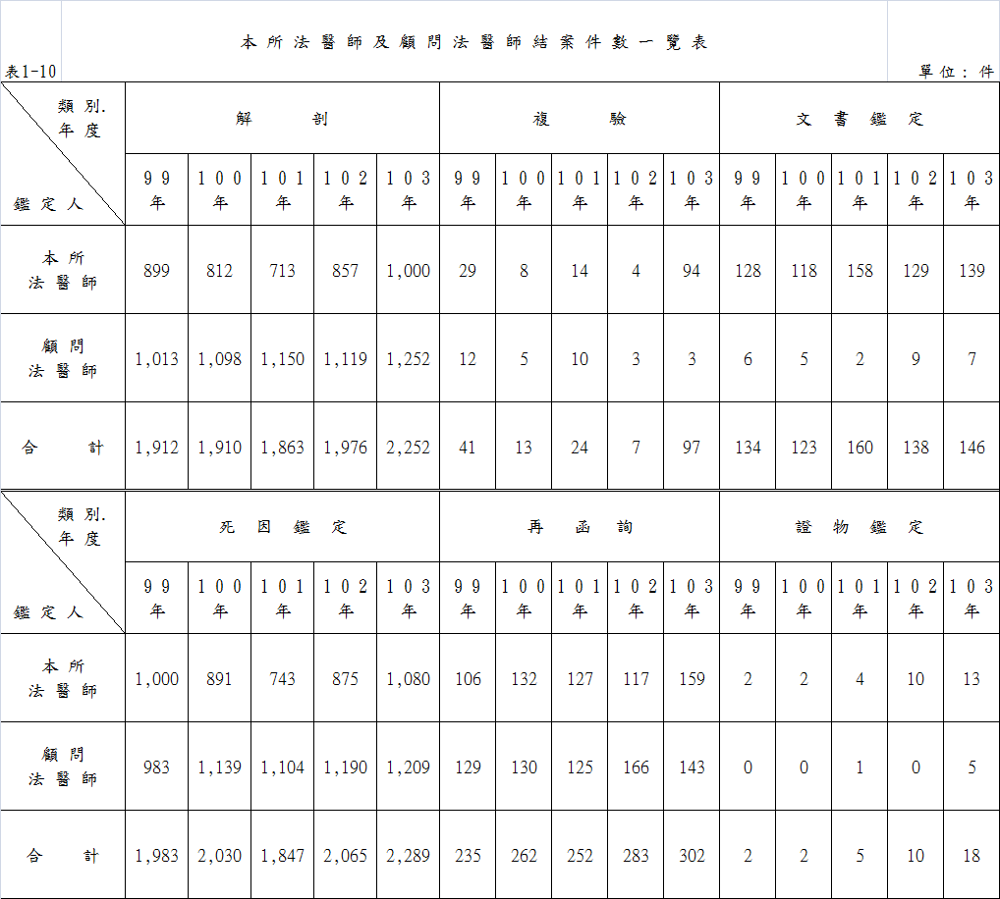 本所法醫師及顧問法醫師結案件數一覽表
表1-10 單位：件
類別.
年度
鑑定人
解剖 複驗 文書鑑定
99年 100年 101年 102年 103年 99年 100年 101年 102年 103年 99年 100年 101年 102年 103年
本所法醫師 899 812 713 857 1,000 29 8 14 4 94 128 118 158 129 139
顧問法醫師 1,013 1,098 1,150 1,119 1,252 12 5 10 3 3 6 5 2 9 7
合計 1,912 1,910 1,863 1,976 2,252 41 13 24 7 97 134 123 160 138 146
類別.
年度
鑑定人
死因鑑定 再函詢 證物鑑定
99年 100年 101年 102年 103年 99年 100年 101年 102年 103年 99年 100年 101年 102年 103年
本所法醫師 1,000 891 743 875 1,080 106 132 127 117 159 2 2 4 10 13
顧問法醫師 983 1,139 1,104 1,190 1,209 129 130 125 166 143 0 0 1 0 5
合計 1,983 2,030 1,847 2,065 2,289 235 262 252 283 302 2 2 5 10 18